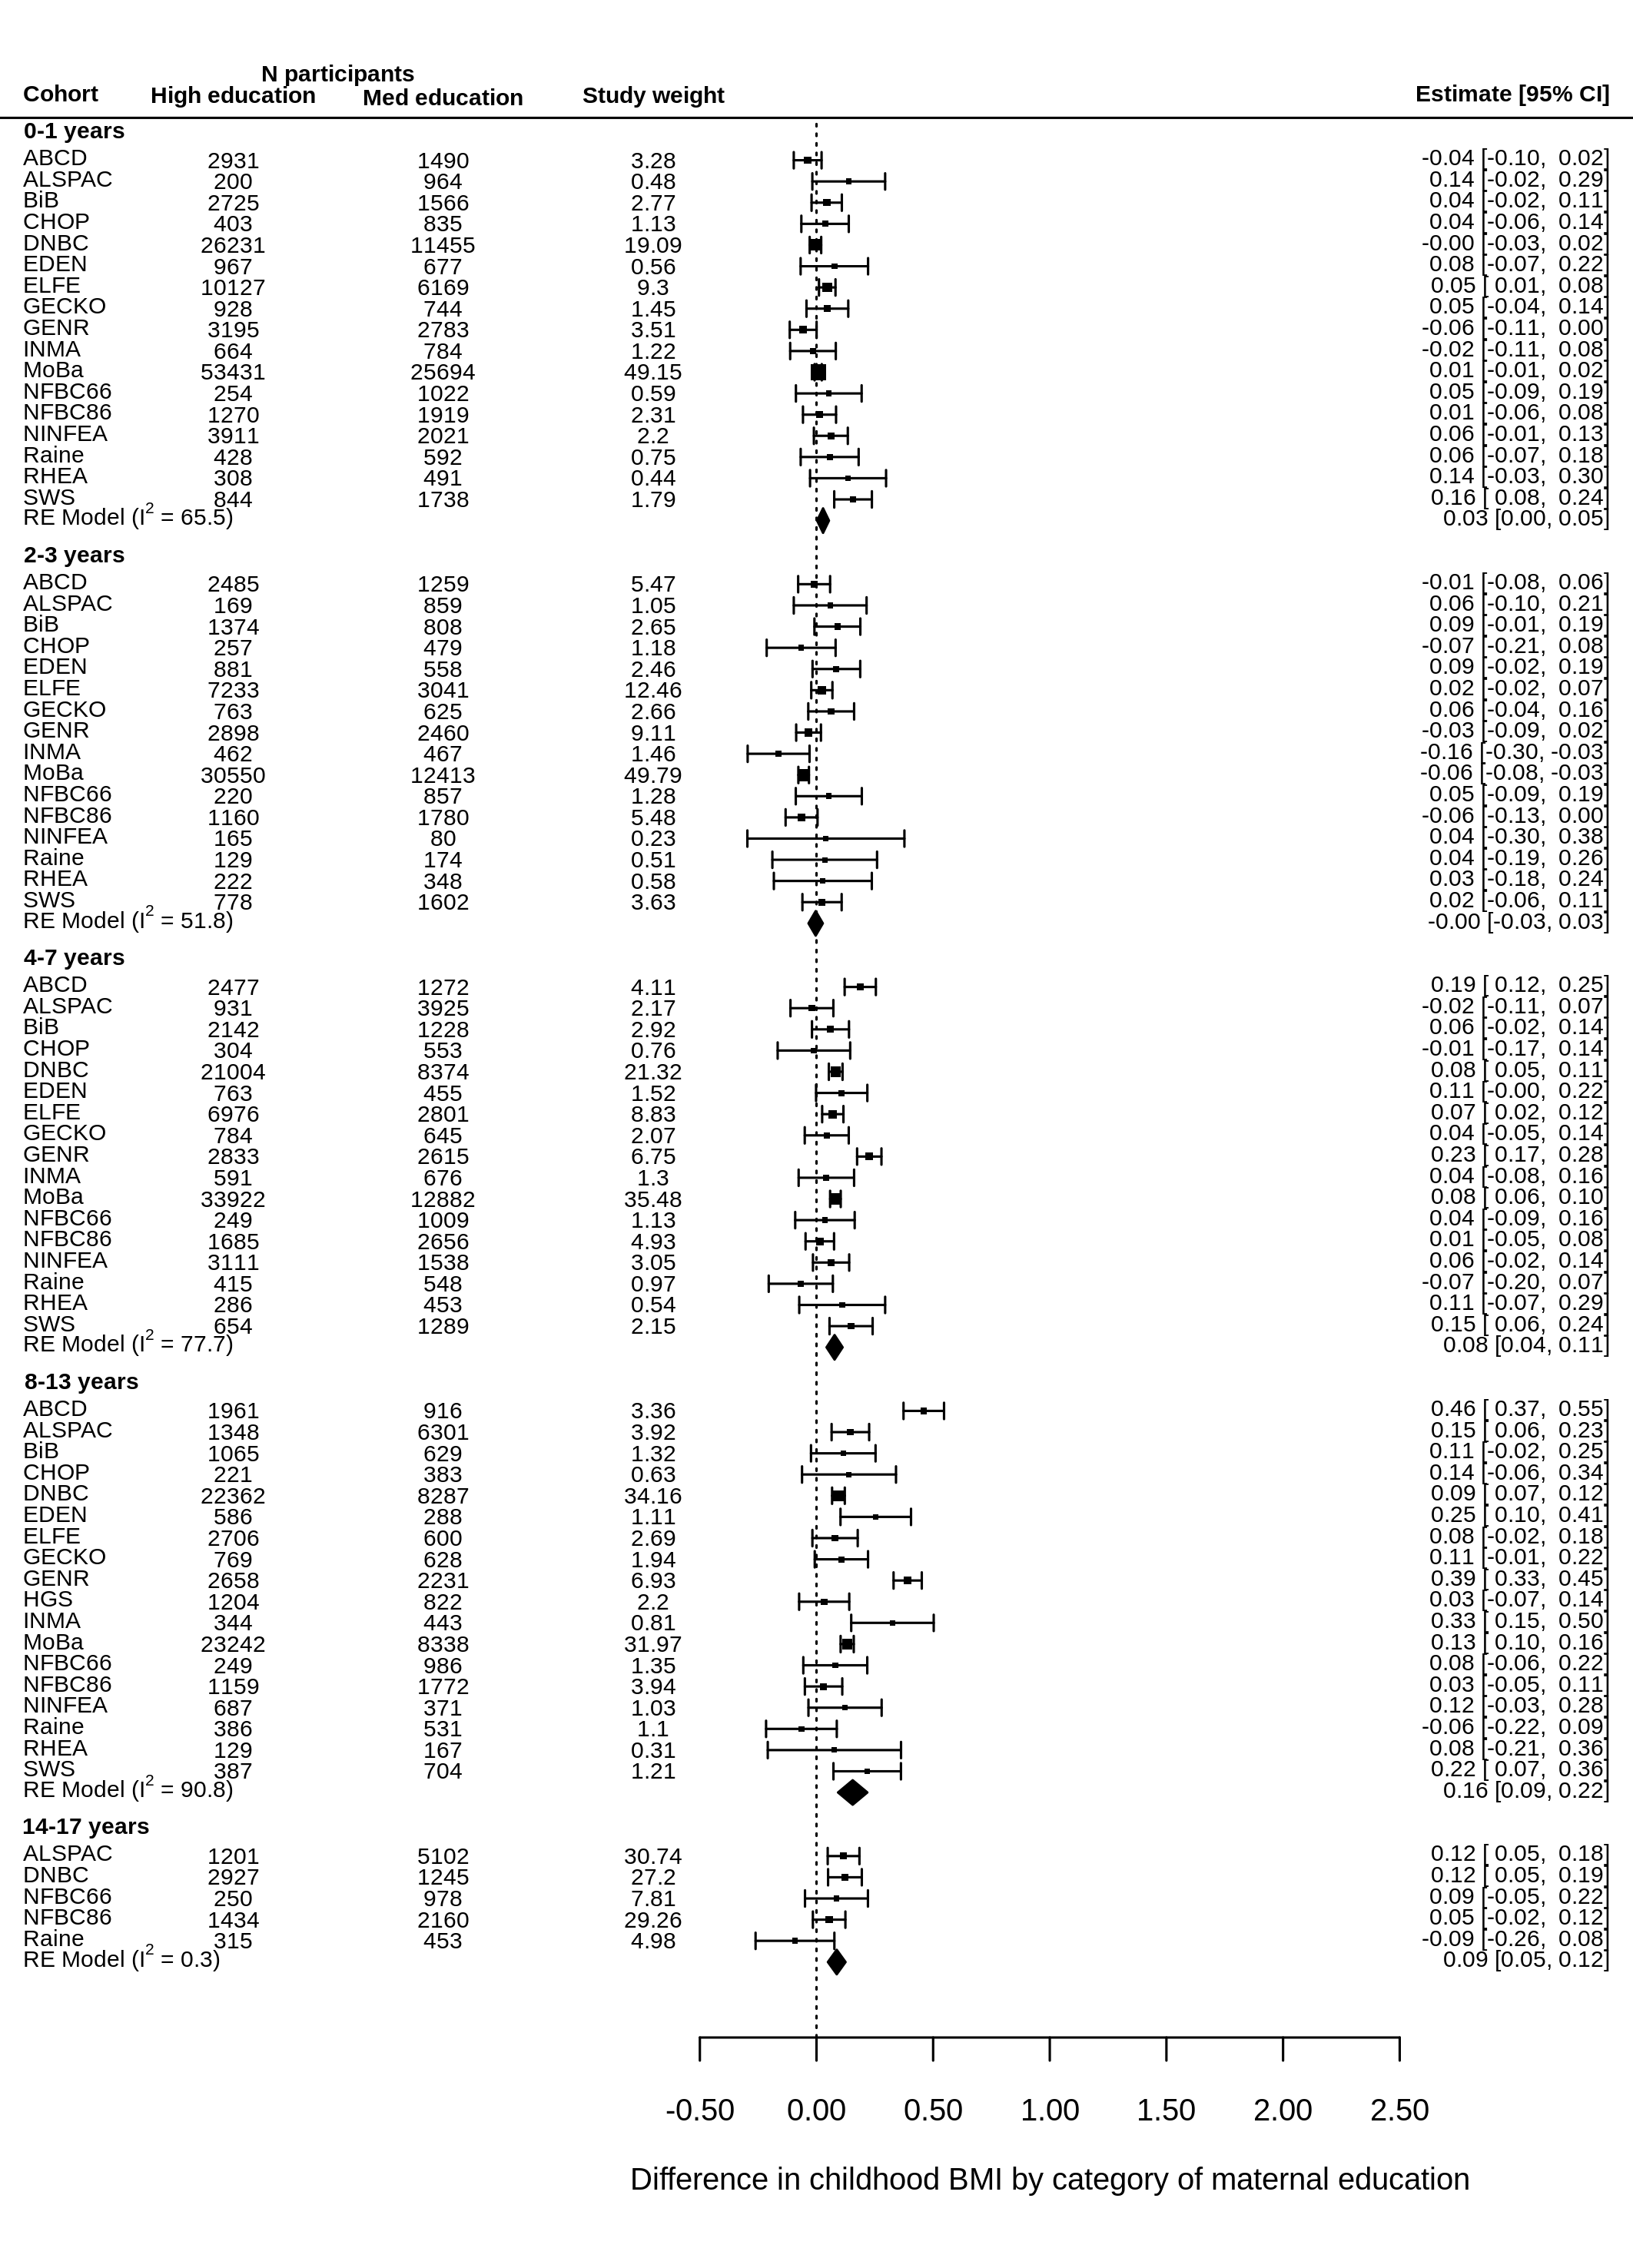 N participants
Cohort High education Med education Study weight Estimate [95% CI]
0-1 years
ABCD 2931 1490 3.28 -0.04 [-0.10, 0.02]
ALSPAC 200 964 0.48 0.14 [-0.02, 0.29]
BiB 2725 1566 2.77 0.04 [-0.02, 0.11]
CHOP 403 835 1.13 0.04 [-0.06, 0.14]
DNBC 26231 11455 19.09 -0.00 [-0.03, 0.02]
EDEN 967 677 0.56 0.08 [-0.07, 0.22]
ELFE 10127 6169 9.3 0.05 [ 0.01, 0.08]
GECKO 928 744 1.45 0.05 [-0.04, 0.14]
GENR 3195 2783 3.51 -0.06 [-0.11, 0.00]
INMA 664 784 1.22 -0.02 [-0.11, 0.08]
MoBa 53431 25694 49.15 0.01 [-0.01, 0.02]
NFBC66 254 1022 0.59 0.05 [-0.09, 0.19]
NFBC86 1270 1919 2.31 0.01 [-0.06, 0.08]
NINFEA 3911 2021 2.2 0.06 [-0.01, 0.13]
Raine 428 592 0.75 0.06 [-0.07, 0.18]
RHEA 308 491 0.44 0.14 [-0.03, 0.30]
SWS 844 1738 1.79 0.16 [ 0.08, 0.24]
RE Model (I² = 65.5) 0.03 [0.00, 0.05]
2-3 years
ABCD 2485 1259 5.47 -0.01 [-0.08, 0.06]
ALSPAC 169 859 1.05 0.06 [-0.10, 0.21]
BiB 1374 808 2.65 0.09 [-0.01, 0.19]
CHOP 257 479 1.18 -0.07 [-0.21, 0.08]
EDEN 881 558 2.46 0.09 [-0.02, 0.19]
ELFE 7233 3041 12.46 0.02 [-0.02, 0.07]
GECKO 763 625 2.66 0.06 [-0.04, 0.16]
GENR 2898 2460 9.11 -0.03 [-0.09, 0.02]
INMA 462 467 1.46 -0.16 [-0.30, -0.03]
MoBa 30550 12413 49.79 -0.06 [-0.08, -0.03]
NFBC66 220 857 1.28 0.05 [-0.09, 0.19]
NFBC86 1160 1780 5.48 -0.06 [-0.13, 0.00]
NINFEA 165 80 0.23 0.04 [-0.30, 0.38]
Raine 129 174 0.51 0.04 [-0.19, 0.26]
RHEA 222 348 0.58 0.03 [-0.18, 0.24]
SWS 778 1602 3.63 0.02 [-0.06, 0.11]
RE Model (I² = 51.8) -0.00 [-0.03, 0.03]
4-7 years
ABCD 2477 1272 4.11 0.19 [ 0.12, 0.25]
ALSPAC 931 3925 2.17 -0.02 [-0.11, 0.07]
BiB 2142 1228 2.92 0.06 [-0.02, 0.14]
CHOP 304 553 0.76 -0.01 [-0.17, 0.14]
DNBC 21004 8374 21.32 0.08 [ 0.05, 0.11]
EDEN 763 455 1.52 0.11 [-0.00, 0.22]
ELFE 6976 2801 8.83 0.07 [ 0.02, 0.12]
GECKO 784 645 2.07 0.04 [-0.05, 0.14]
GENR 2833 2615 6.75 0.23 [ 0.17, 0.28]
INMA 591 676 1.3 0.04 [-0.08, 0.16]
MoBa 33922 12882 35.48 0.08 [ 0.06, 0.10]
NFBC66 249 1009 1.13 0.04 [-0.09, 0.16]
NFBC86 1685 2656 4.93 0.01 [-0.05, 0.08]
NINFEA 3111 1538 3.05 0.06 [-0.02, 0.14]
Raine 415 548 0.97 -0.07 [-0.20, 0.07]
RHEA 286 453 0.54 0.11 [-0.07, 0.29]
SWS 654 1289 2.15 0.15 [ 0.06, 0.24]
RE Model (I² = 77.7) 0.08 [0.04, 0.11]
8-13 years
ABCD 1961 916 3.36 0.46 [ 0.37, 0.55]
ALSPAC 1348 6301 3.92 0.15 [ 0.06, 0.23]
BiB 1065 629 1.32 0.11 [-0.02, 0.25]
CHOP 221 383 0.63 0.14 [-0.06, 0.34]
DNBC 22362 8287 34.16 0.09 [ 0.07, 0.12]
EDEN 586 288 1.11 0.25 [ 0.10, 0.41]
ELFE 2706 600 2.69 0.08 [-0.02, 0.18]
GECKO 769 628 1.94 0.11 [-0.01, 0.22]
GENR 2658 2231 6.93 0.39 [ 0.33, 0.45]
HGS 1204 822 2.2 0.03 [-0.07, 0.14]
INMA 344 443 0.81 0.33 [ 0.15, 0.50]
MoBa 23242 8338 31.97 0.13 [ 0.10, 0.16]
NFBC66 249 986 1.35 0.08 [-0.06, 0.22]
NFBC86 1159 1772 3.94 0.03 [-0.05, 0.11]
NINFEA 687 371 1.03 0.12 [-0.03, 0.28]
Raine 386 531 1.1 -0.06 [-0.22, 0.09]
RHEA 129 167 0.31 0.08 [-0.21, 0.36]
SWS 387 704 1.21 0.22 [ 0.07, 0.36]
RE Model (I² = 90.8) 0.16 [0.09, 0.22]
14-17 years
ALSPAC 1201 5102 30.74 0.12 [ 0.05, 0.18]
DNBC 2927 1245 27.2 0.12 [ 0.05, 0.19]
NFBC66 250 978 7.81 0.09 [-0.05, 0.22]
NFBC86 1434 2160 29.26 0.05 [-0.02, 0.12]
Raine 315 453 4.98 -0.09 [-0.26, 0.08]
RE Model (I² = 0.3) 0.09 [0.05, 0.12]
-0.50 0.00 0.50 1.00 1.50 2.00 2.50
Difference in childhood BMI by category of maternal education